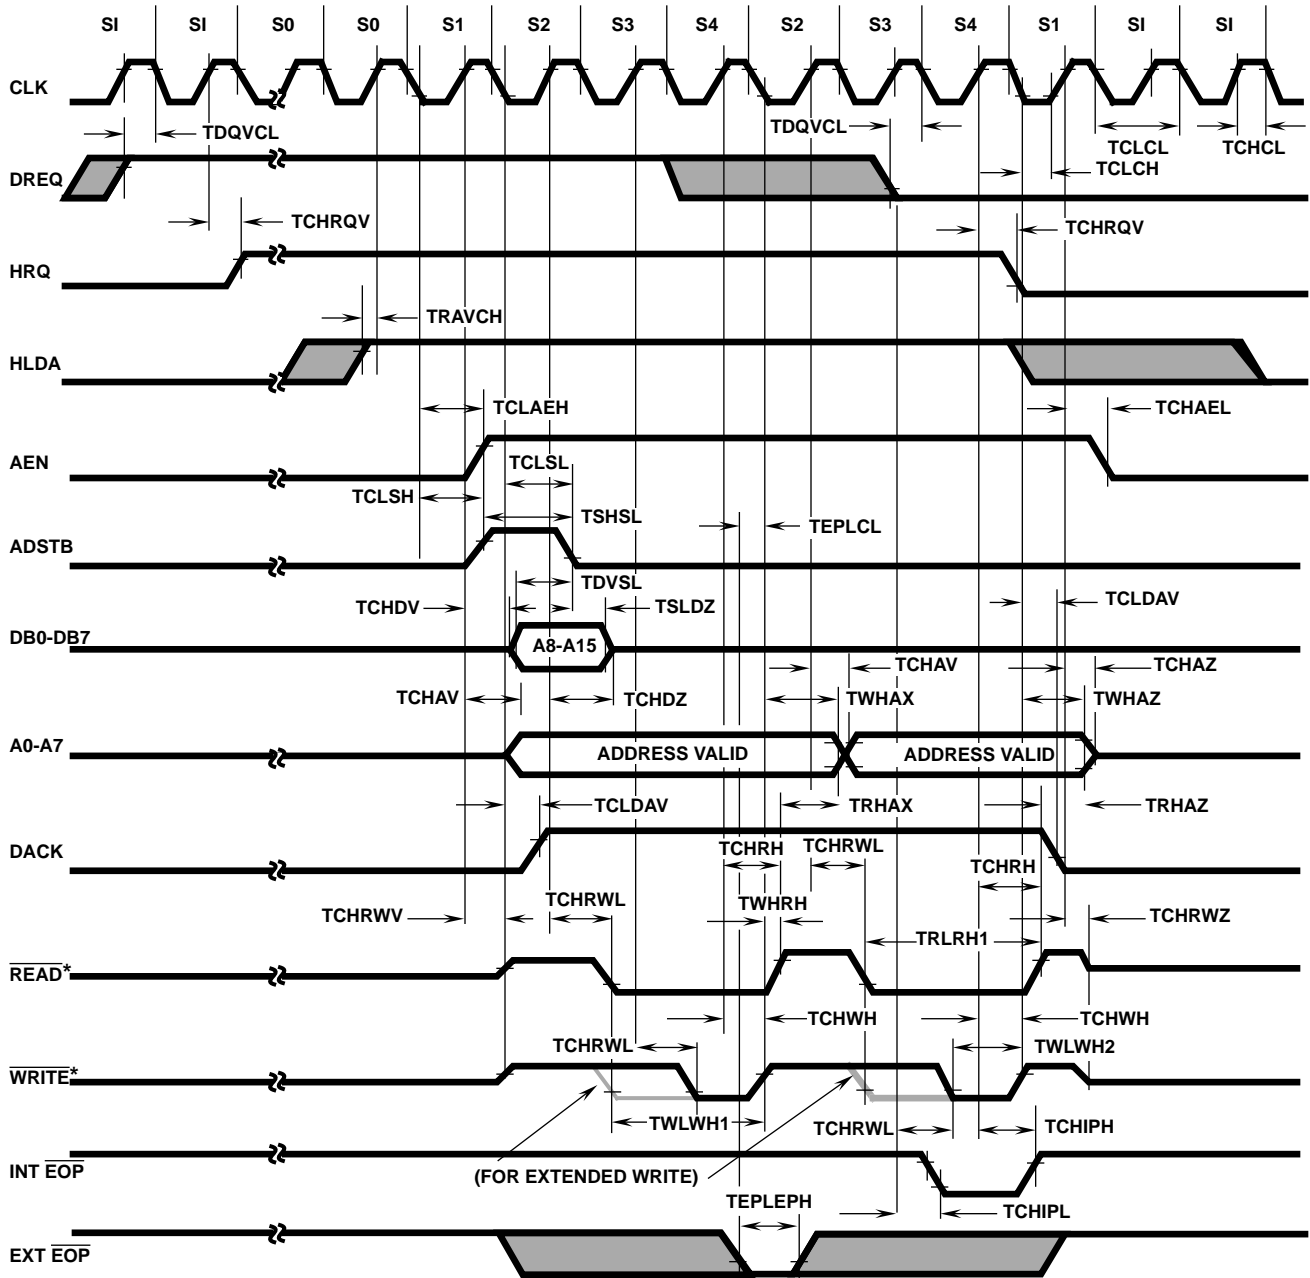 SI SI S0 S0 S1 S2 S3 S4 S2 S3 S4 S1 SI SI
CLK
TDQVCL TDQVCL TCLCL TCHCL
TCLCH
DREQ
TCHRQV TCHRQV
HRQ
TRAVCH
HLDA
TCLAEH TCHAEL
AEN
TCLSL
TCLSH
TSHSL TEPLCL
ADSTB
TDVSL
TCHDV TSLDZ TCLDAV
DB0-DB7 A8-A15
TCHAV TCHAZ
TCHAV TCHDZ TWHAX TWHAZ
A0-A7 ADDRESS VALID ADDRESS VALID
TCLDAV TRHAX TRHAZ
DACK
TCHRH TCHRWL TCHRH
TCHRWV TCHRWL TWHRH TCHRWZ
TRLRH1
READ*
TCHWH TCHWH
TCHRWL TWLWH2
WRITE*
TWLWH1 TCHRWL TCHIPH
INT EOP (FOR EXTENDED WRITE)
TEPLEPH TCHIPL
EXT EOP